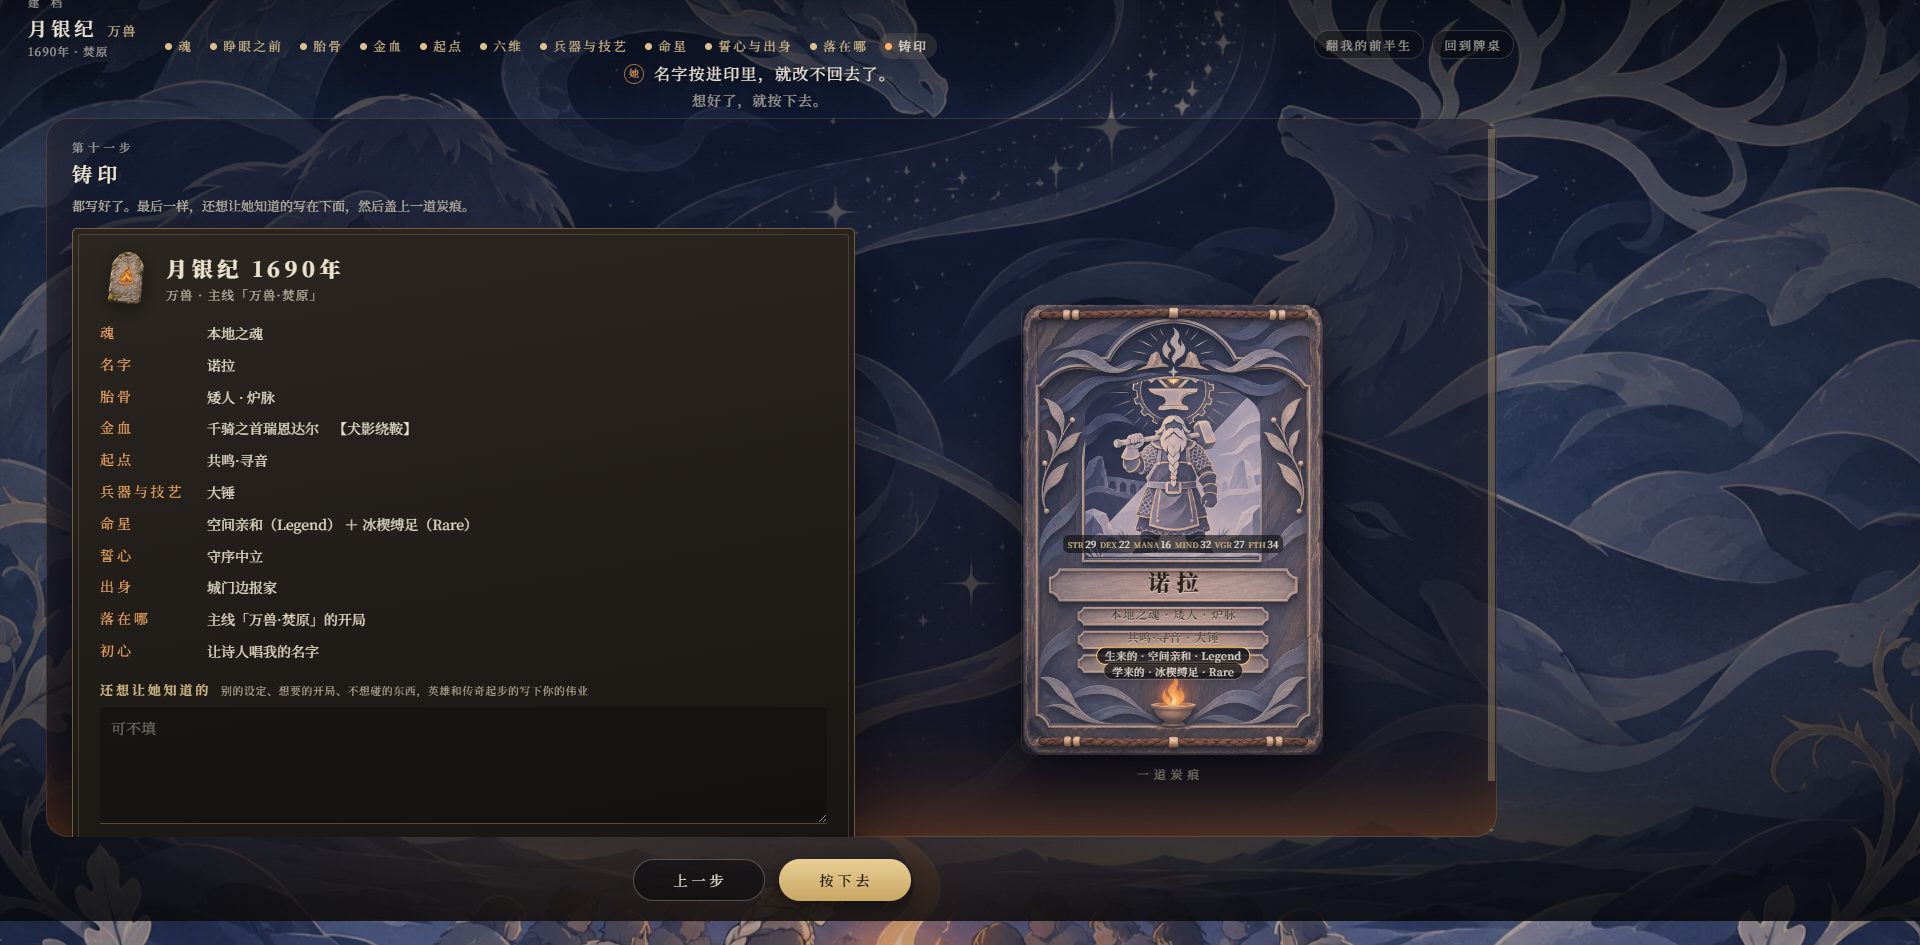 建 档
月银纪 万兽
1690年 · 焚原
魂 睁眼之前 胎骨 金血 起点 六维 兵器与技艺 命星 誓心与出身 落在哪 铸印
翻我的前半生 回到牌桌
她 名字按进印里，就改不回去了。
想好了，就按下去。
第十一步
铸印
都写好了。最后一样，还想让她知道的写在下面，然后盖上一道炭痕。
月银纪 1690年
万兽 · 主线「万兽·焚原」
魂 本地之魂
名字 诺拉
胎骨 矮人 · 炉脉
金血 千骑之首瑞恩达尔 【犬影绕鞍】
起点 共鸣·寻音
兵器与技艺 大锤
命星 空间亲和（Legend） ＋ 冰楔缚足（Rare）
誓心 守序中立
出身 城门边报家
落在哪 主线「万兽·焚原」的开局
初心 让诗人唱我的名字
还想让她知道的 别的设定、想要的开局、不想碰的东西，英雄和传奇起步的写下你的伟业
可不填
STR 29 DEX 22 MANA 16 MIND 32 VGR 27 FTH 34
诺拉
本地之魂 · 矮人 · 炉脉
共鸣·寻音 · 大锤
生来的 · 空间亲和 · Legend
学来的 · 冰楔缚足 · Rare
一道炭痕
上一步 按下去